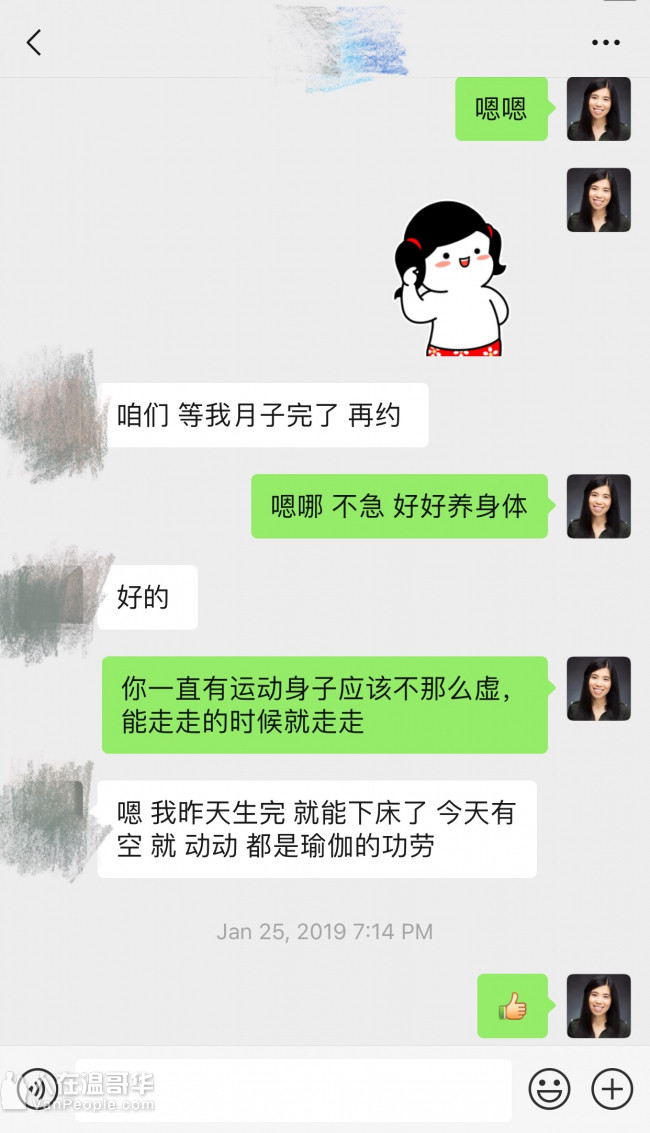 嗯嗯
咱们 等我月子完了 再约
嗯哪 不急 好好养身体
好的
你一直有运动身子应该不那么虚，
能走走的时候就走走
嗯 我昨天生完 就能下床了 今天有
空 就 动动 都是瑜伽的功劳
Jan 25, 2019 7:14 PM
人在温哥华
VanPeople.com